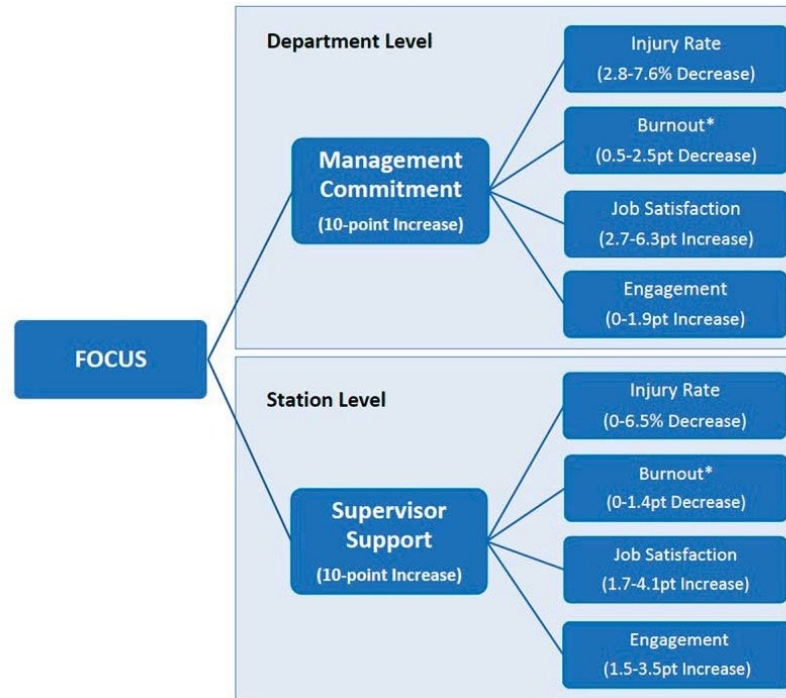 Department Level
Injury Rate
(2.8-7.6% Decrease)
Burnout*
(0.5-2.5pt Decrease)
Management
Commitment
(10-point Increase)
Job Satisfaction
(2.7-6.3pt Increase)
Engagement
(0-1.9pt Increase)
FOCUS
Station Level
Injury Rate
(0-6.5% Decrease)
Burnout*
(0-1.4pt Decrease)
Supervisor
Support
(10-point Increase)
Job Satisfaction
(1.7-4.1pt Increase)
Engagement
(1.5-3.5pt Increase)